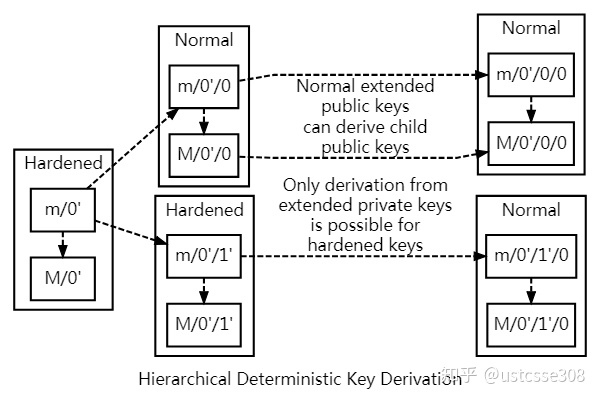 Hardened
m/0'
M/0'
Normal
m/0'/0
M/0'/0
Normal extended
public keys
can derive child
public keys
Normal
m/0'/0/0
M/0'/0/0
Hardened
m/0'/1'
M/0'/1'
Only derivation from
extended private keys
is possible for
hardened keys
Normal
m/0'/1'/0
M/0'/1'/0
Hierarchical Deterministic Key Derivation
知乎 @ustcsse308